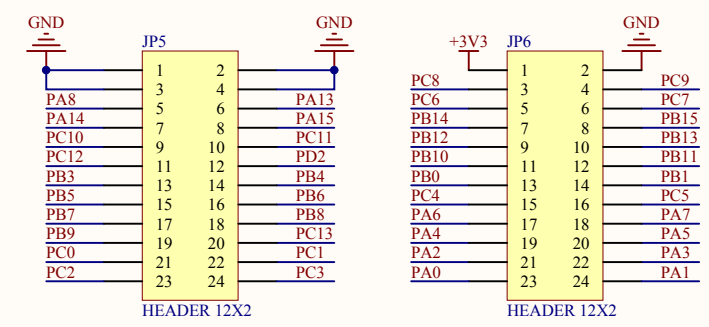 GND GND GND
JP5 +3V3 JP6
1 2 1 2
3 4 PC8 3 4 PC9
PA8 5 6 PA13 PC6 5 6 PC7
PA14 7 8 PA15 PB14 7 8 PB15
PC10 9 10 PC11 PB12 9 10 PB13
PC12 11 12 PD2 PB10 11 12 PB11
PB3 13 14 PB4 PB0 13 14 PB1
PB5 15 16 PB6 PC4 15 16 PC5
PB7 17 18 PB8 PA6 17 18 PA7
PB9 19 20 PC13 PA4 19 20 PA5
PC0 21 22 PC1 PA2 21 22 PA3
PC2 23 24 PC3 PA0 23 24 PA1
HEADER 12X2 HEADER 12X2